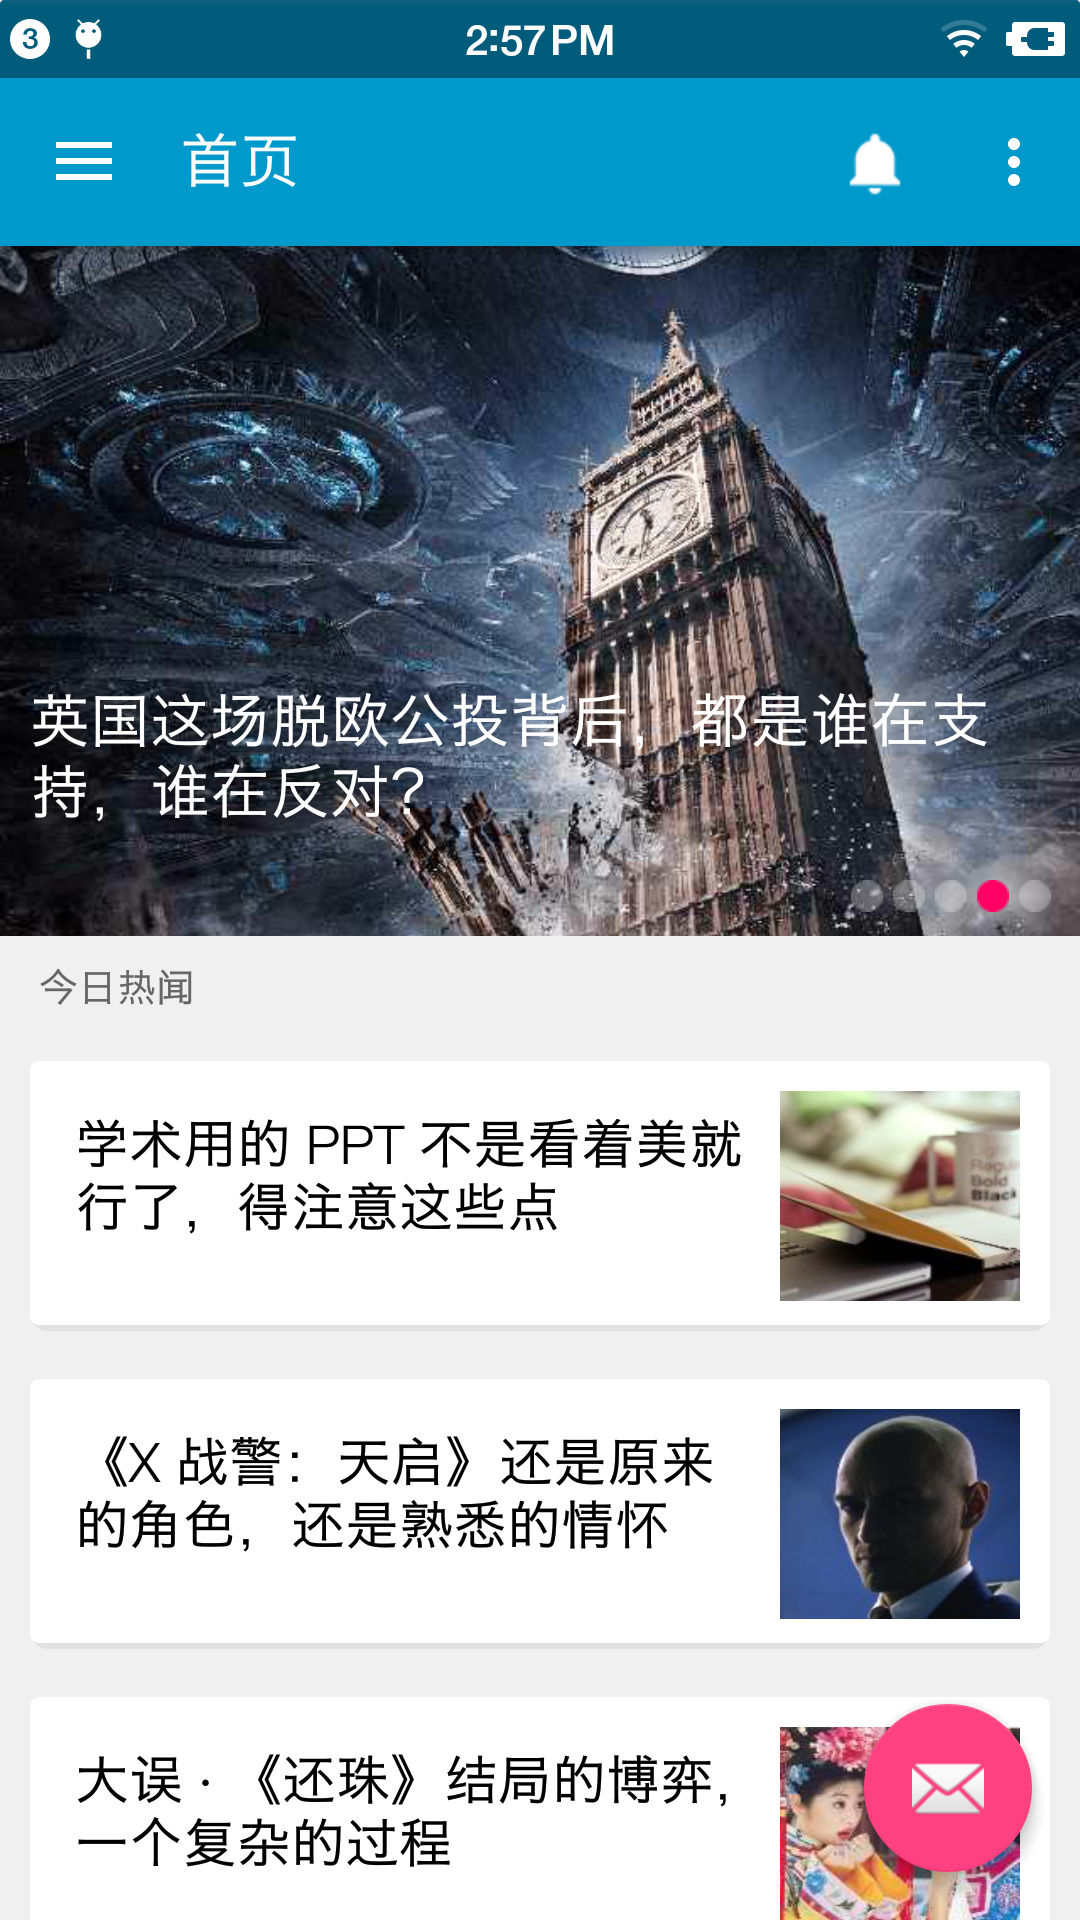 3
2:57 PM
首页
英国这场脱欧公投背后，都是谁在支
持，谁在反对？
今日热闻
学术用的 PPT 不是看着美就
行了，得注意这些点
Light
Regula
Bold
Black
《X 战警：天启》还是原来
的角色，还是熟悉的情怀
大误 · 《还珠》结局的博弈，
一个复杂的过程